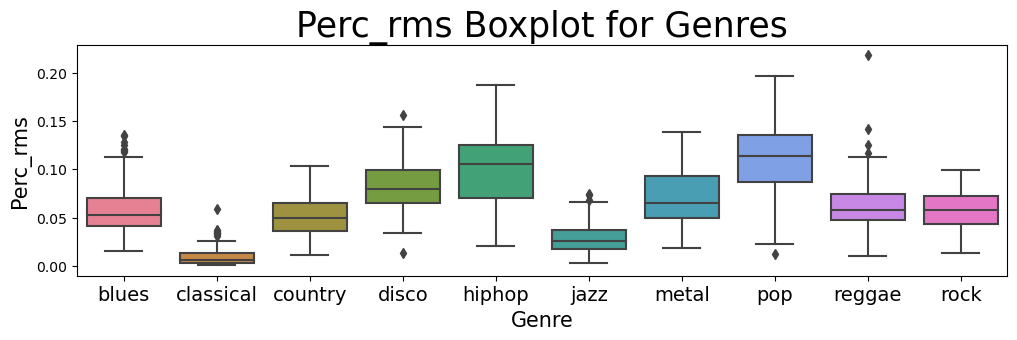 Perc_rms Boxplot for Genres
Perc_rms
0.20
0.15
0.10
0.05
0.00
blues classical country disco hiphop jazz metal pop reggae rock
Genre